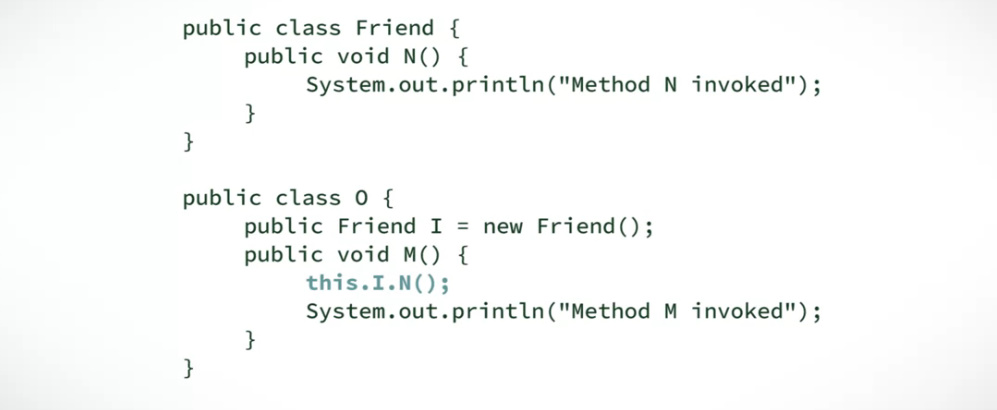 public class Friend {
public void N() {
System.out.println("Method N invoked");
}
}
public class O {
public Friend I = new Friend();
public void M() {
this.I.N();
System.out.println("Method M invoked");
}
}